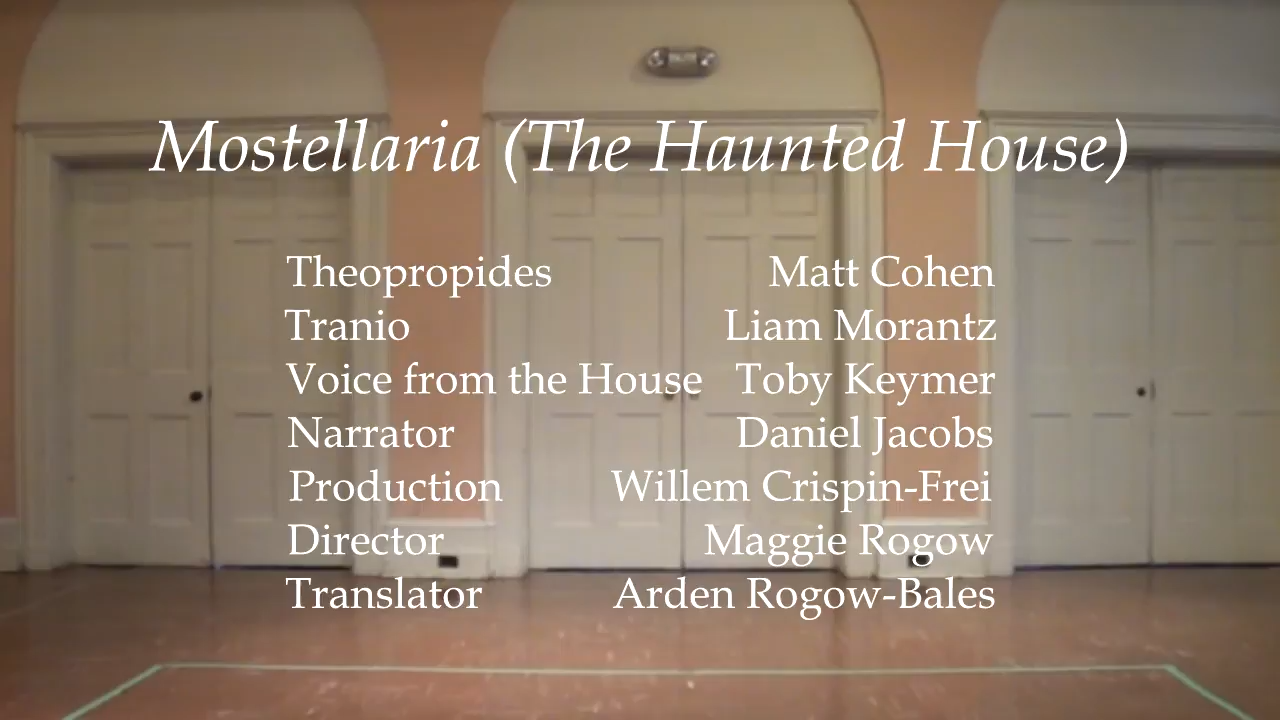 Mostellaria (The Haunted House)
Theopropides Matt Cohen
Tranio Liam Morantz
Voice from the House Toby Keymer
Narrator Daniel Jacobs
Production Willem Crispin-Frei
Director Maggie Rogow
Translator Arden Rogow-Bales